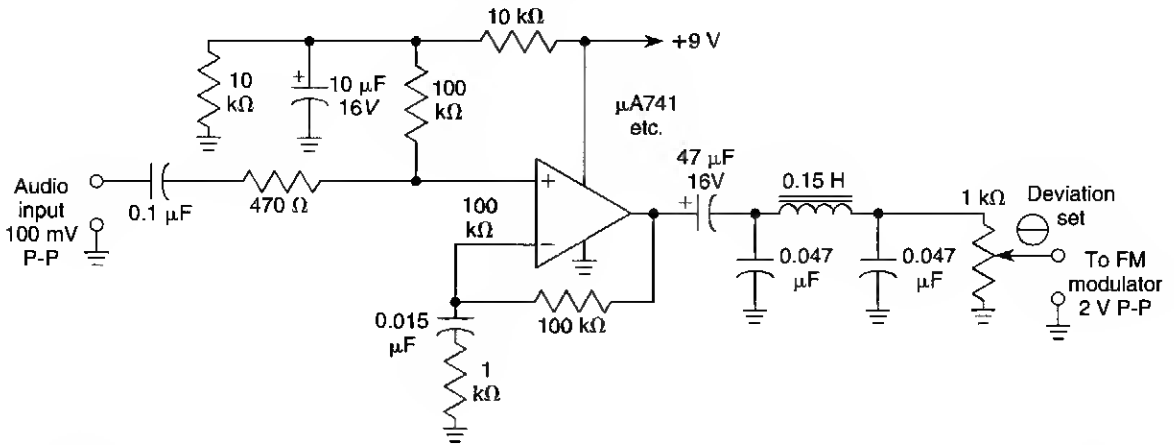 10 kΩ
+9 V
10
kΩ
+
10 µF
16V
100
kΩ
µA741
etc.
Audio
input
100 mV
P-P
0.1 µF
470 Ω
100
kΩ
+
−
47 µF
16V
+
0.15 H
1 kΩ
Deviation
set
0.047
µF
0.047
µF
To FM
modulator
2 V P-P
0.015
µF
100 kΩ
1
kΩ